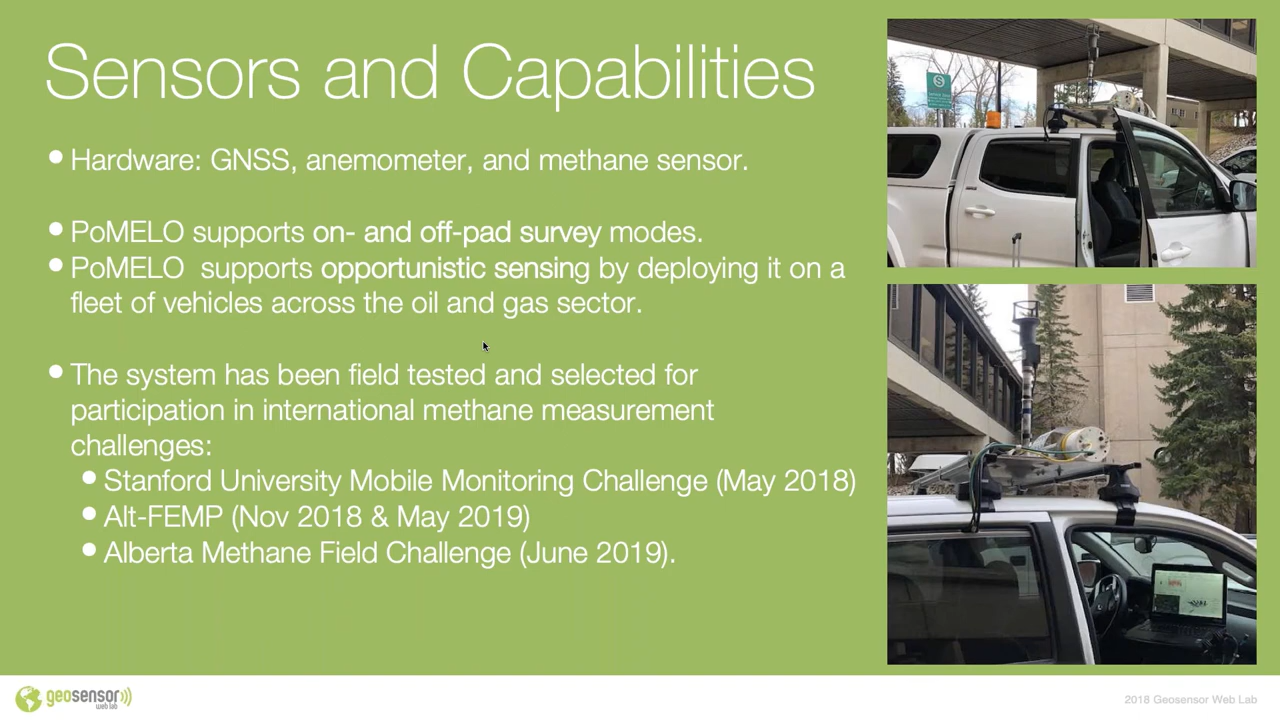 Sensors and Capabilities
• Hardware: GNSS, anemometer, and methane sensor.
• PoMELO supports on- and off-pad survey modes.
• PoMELO  supports opportunistic sensing by deploying it on a
fleet of vehicles across the oil and gas sector.
• The system has been field tested and selected for
participation in international methane measurement
challenges:
• Stanford University Mobile Monitoring Challenge (May 2018)
• Alt-FEMP (Nov 2018 & May 2019)
• Alberta Methane Field Challenge (June 2019).
geosensor
web lab
2018 Geosensor Web Lab